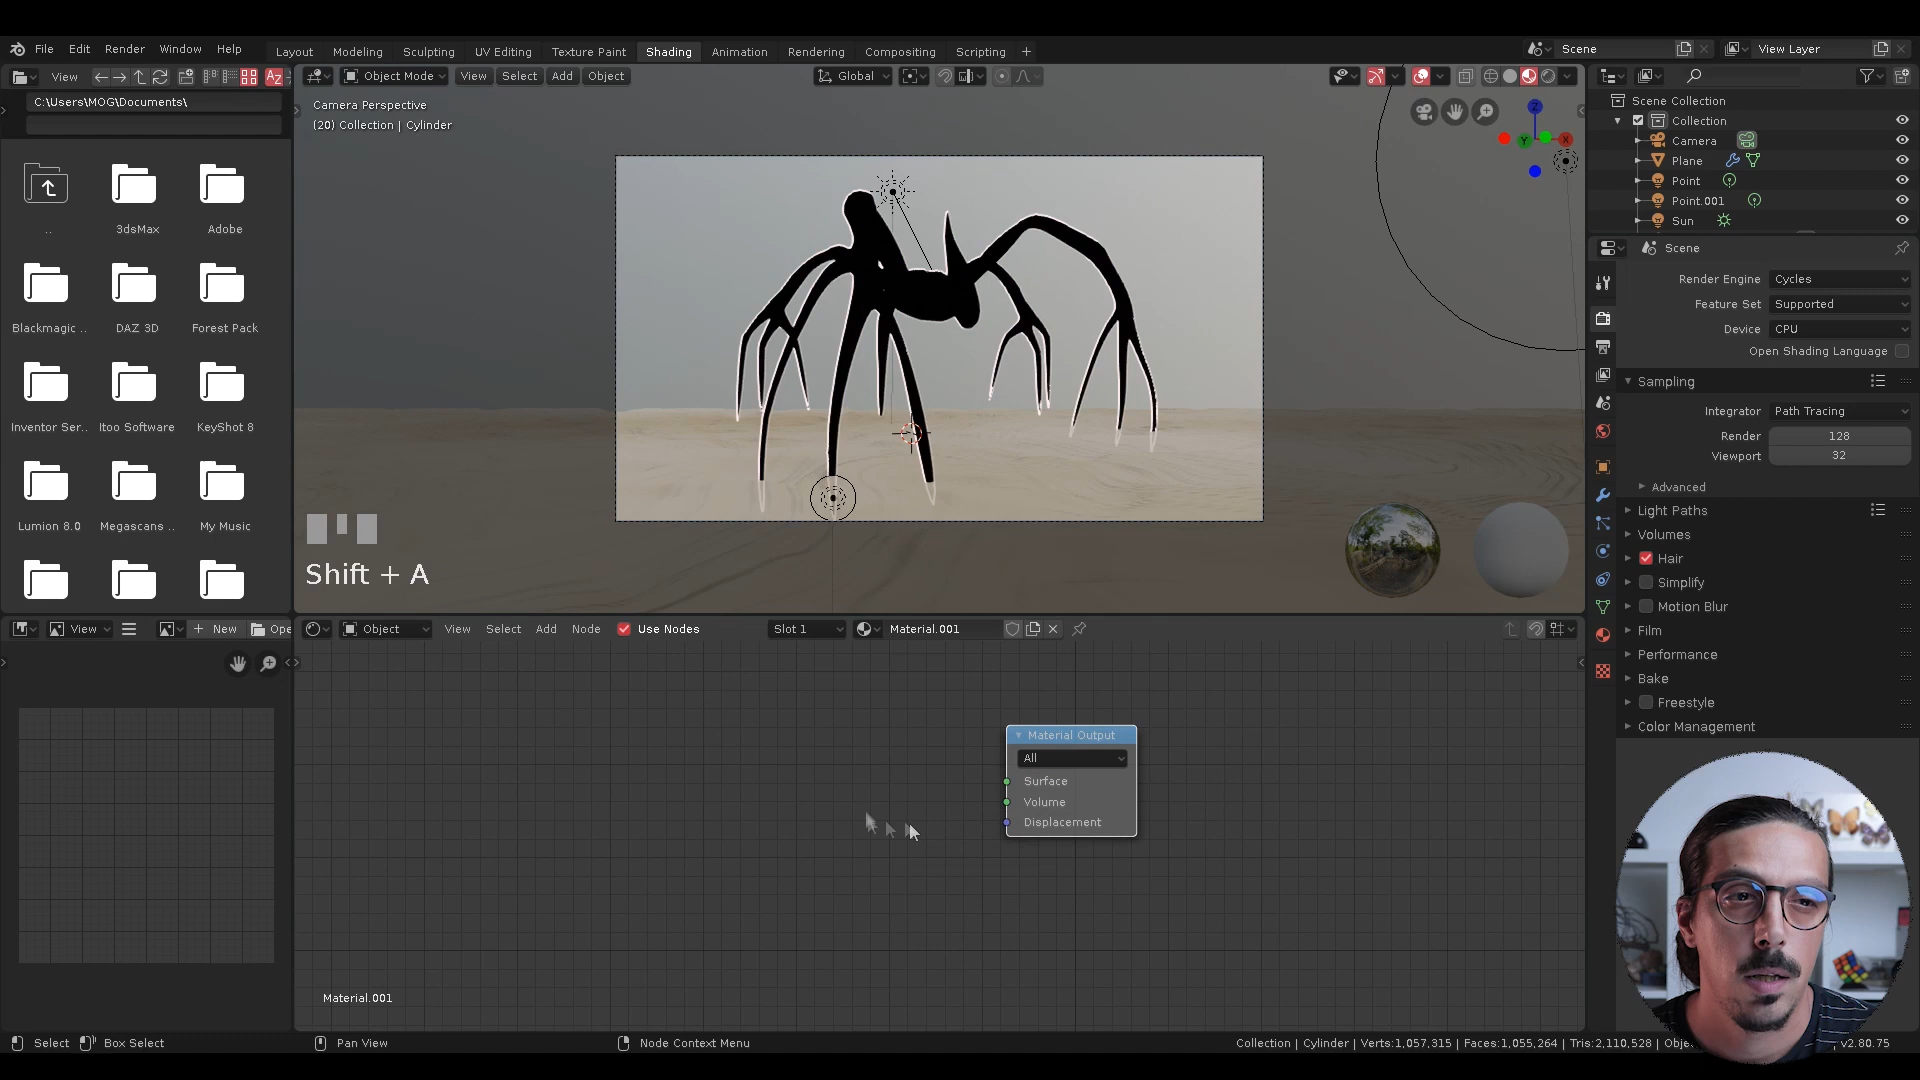 File Edit Render Window Help
Layout Modeling Sculpting UV Editing Texture Paint Shading Animation Rendering Compositing Scripting +
Scene
View Layer
View
C:\Users\MOG\Documents\
..
3dsMax
Adobe
Blackmagic ..
DAZ 3D
Forest Pack
Inventor Ser..
Itoo Software
KeyShot 8
Lumion 8.0
Megascans ..
My Music
Object Mode View Select Add Object
Global
Camera Perspective
(20) Collection | Cylinder
Z
Y
X
Shift + A
Scene Collection
Collection
Camera
Plane
Point
Point.001
Sun
Scene
Render Engine Cycles
Feature Set Supported
Device CPU
Open Shading Language
Sampling
Integrator Path Tracing
Render 128
Viewport 32
Advanced
Light Paths
Volumes
Hair
Simplify
Motion Blur
Film
Performance
Bake
Freestyle
Color Management
View
+ New
Ope
Object View Select Add Node Use Nodes
Slot 1
Material.001
Material Output
All
Surface
Volume
Displacement
Material.001
Select Box Select Pan View Node Context Menu
Collection | Cylinder | Verts:1,057,315 | Faces:1,055,264 | Tris:2,110,528 | Obje
v2.80.75